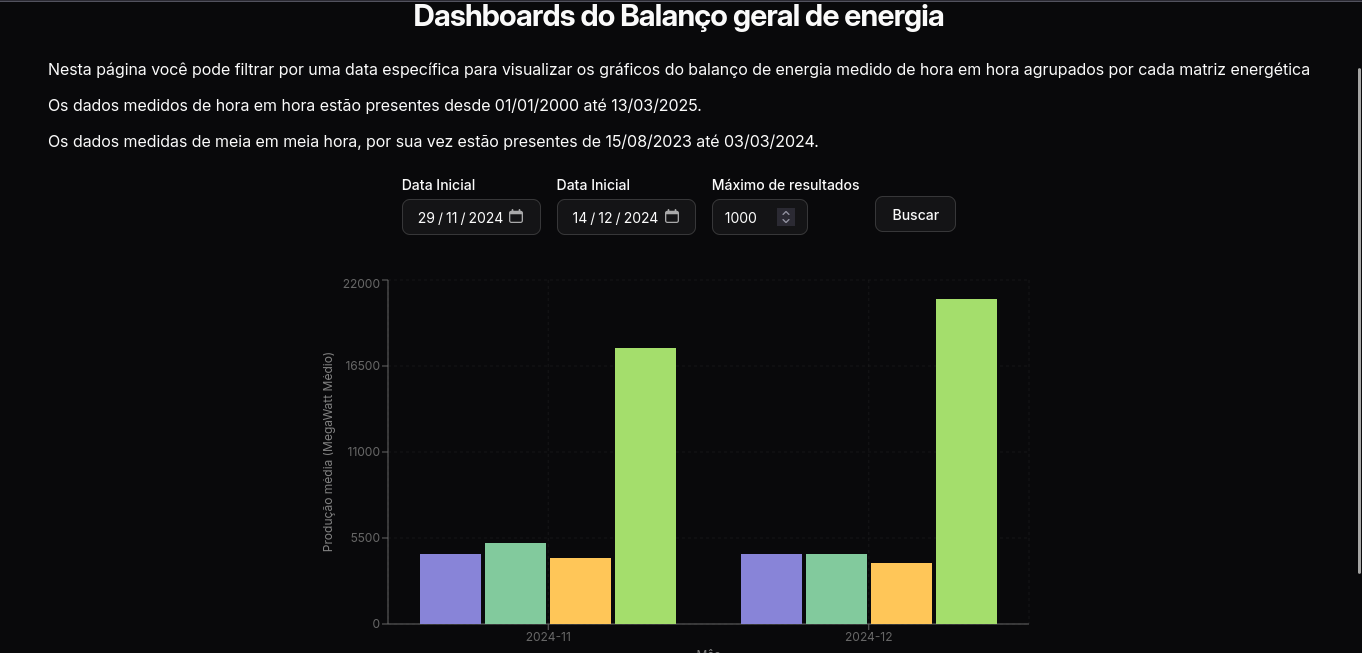 Dashboards do Balanço geral de energia
Nesta página você pode filtrar por uma data específica para visualizar os gráficos do balanço de energia medido de hora em hora agrupados por cada matriz energética
Os dados medidos de hora em hora estão presentes desde 01/01/2000 até 13/03/2025.
Os dados medidas de meia em meia hora, por sua vez estão presentes de 15/08/2023 até 03/03/2024.
Data Inicial Data Inicial Máximo de resultados
29 / 11 / 2024 14 / 12 / 2024 1000 Buscar
Produção média (MegaWatt Médio)
22000
16500
11000
5500
0
2024-11 2024-12
Mês